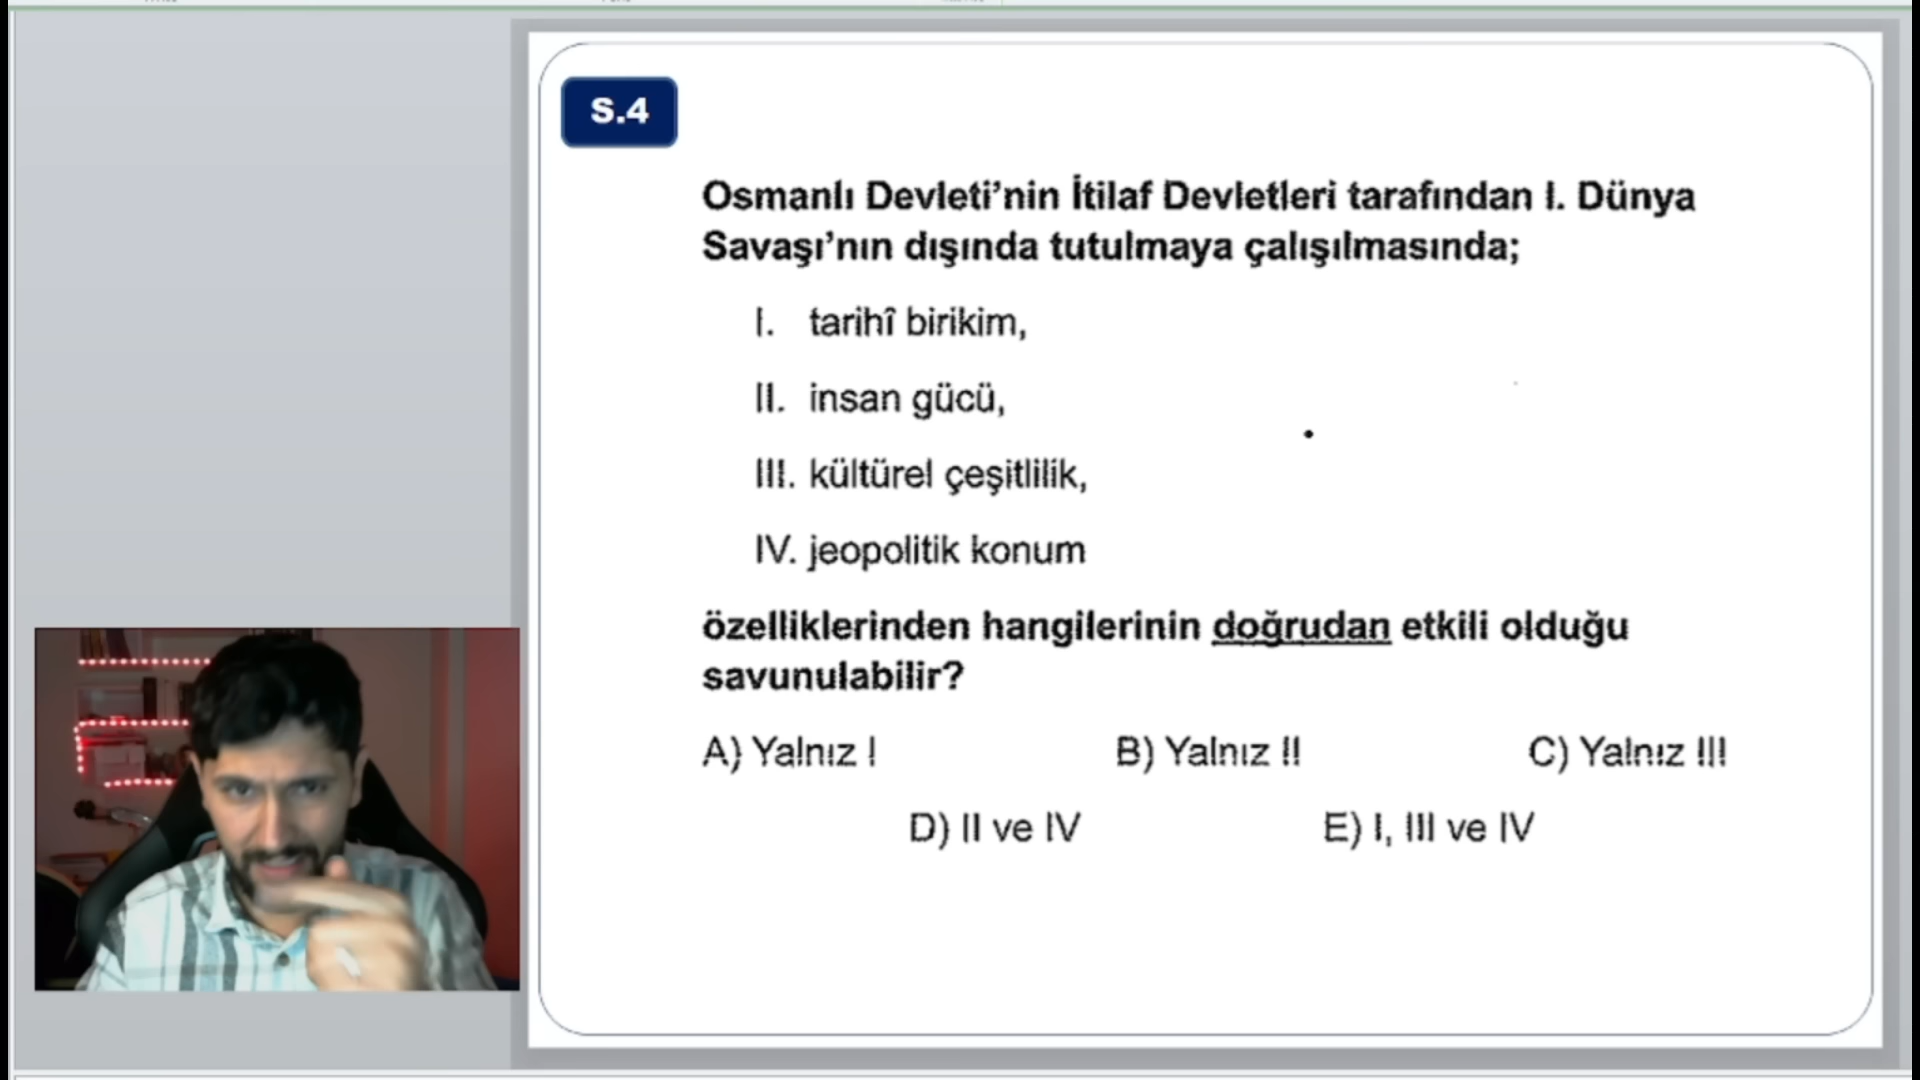 S.4
Osmanlı Devleti’nin İtilaf Devletleri tarafından I. Dünya
Savaşı’nın dışında tutulmaya çalışılmasında;
I. tarihî birikim,
II. insan gücü,
III. kültürel çeşitlilik,
IV. jeopolitik konum
özelliklerinden hangilerinin doğrudan etkili olduğu
savunulabilir?
A) Yalnız I B) Yalnız II C) Yalnız III
D) II ve IV E) I, III ve IV